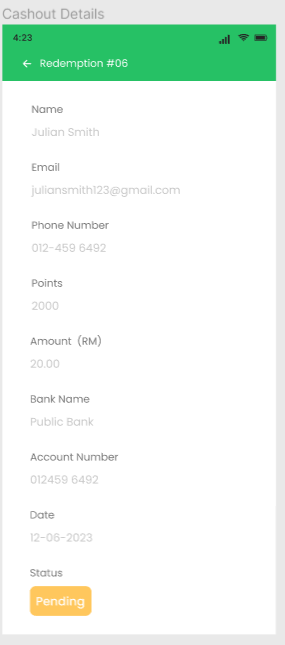 Cashout Details
4:23
← Redemption #06
Name
Julian Smith
Email
juliansmith123@gmail.com
Phone Number
012-459 6492
Points
2000
Amount (RM)
20.00
Bank Name
Public Bank
Account Number
012459 6492
Date
12-06-2023
Status
Pending